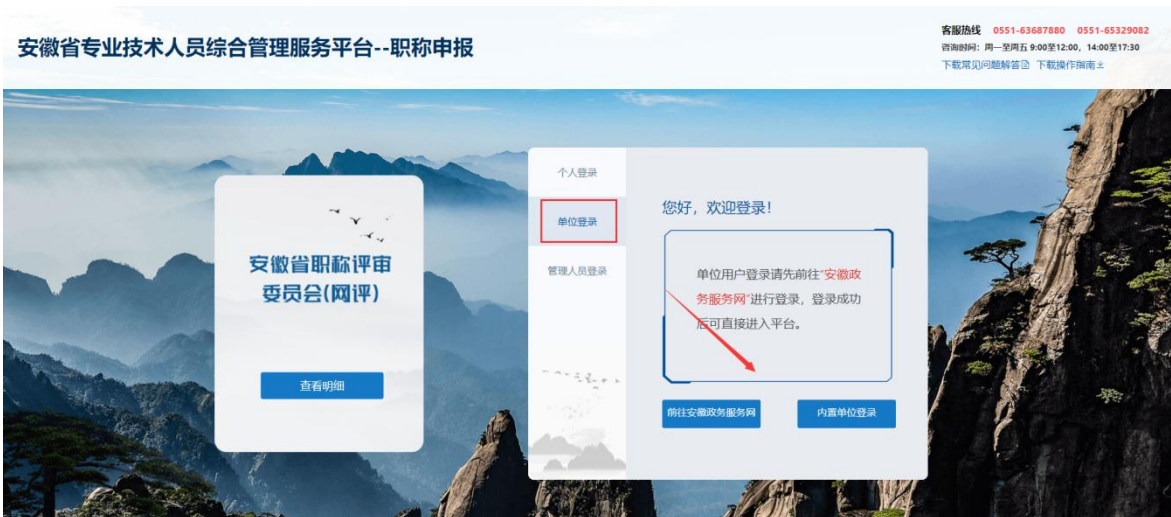 安徽省专业技术人员综合管理服务平台--职称申报
客服热线 0551-63687880 0551-65329082
咨询时间：周一至周五 9:00至12:00，14:00至17:30
下载常见问题解答 下载操作指南
安徽省职称评审
委员会(网评)
查看明细
个人登录
单位登录
管理人员登录
您好，欢迎登录！
单位用户登录请先前往"安徽政
务服务网"进行登录，登录成功
后可直接进入平台。
前往安徽政务服务网
内置单位登录